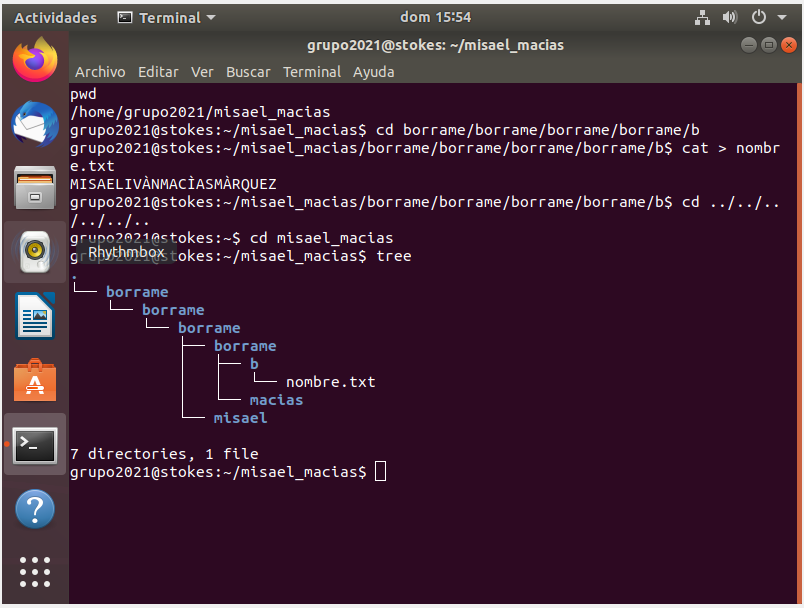 Actividades
Terminal
dom 15:54
grupo2021@stokes: ~/misael_macias
Archivo Editar Ver Buscar Terminal Ayuda
pwd
/home/grupo2021/misael_macias
grupo2021@stokes:~/misael_macias$ cd borrame/borrame/borrame/borrame/b
grupo2021@stokes:~/misael_macias/borrame/borrame/borrame/borrame/b$ cat > nombr
e.txt
MISAELIVÀNMACÌASMÀRQUEZ
grupo2021@stokes:~/misael_macias/borrame/borrame/borrame/borrame/b$ cd ../../..
/../../..
grupo2021@stokes:~$ cd misael_macias
Rhythmbox
grupo2021@stokes:~/misael_macias$ tree
.
└── borrame
    └── borrame
        └── borrame
            ├── borrame
            │   ├── b
            │   │   └── nombre.txt
            │   └── macias
            └── misael
7 directories, 1 file
grupo2021@stokes:~/misael_macias$